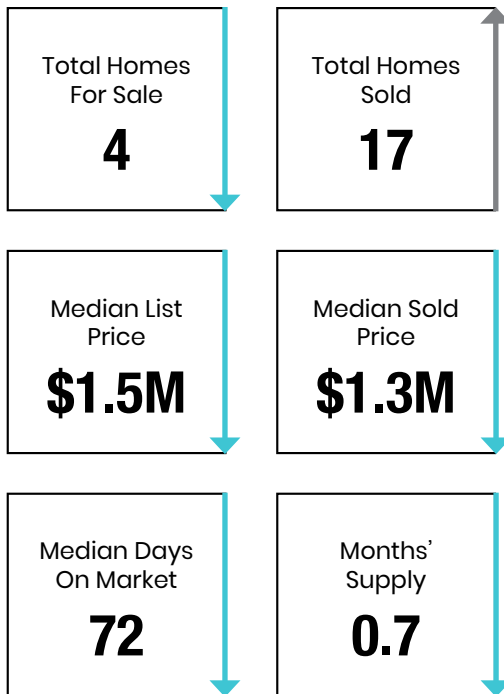 Total Homes
For Sale
4
Total Homes
Sold
17
Median List
Price
$1.5M
Median Sold
Price
$1.3M
Median Days
On Market
72
Months’
Supply
0.7